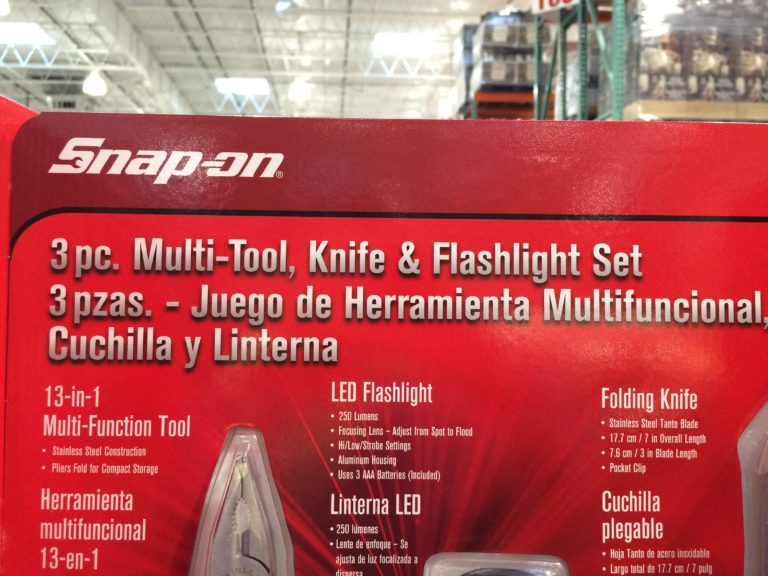 Snap-on®
3 pc. Multi-Tool, Knife & Flashlight Set
3 pzas. - Juego de Herramienta Multifuncional,
Cuchilla y Linterna
13-in-1
Multi-Function Tool
• Stainless Steel Construction
• Pliers Fold for Compact Storage
Herramienta
multifuncional
13-en-1
LED Flashlight
• 250 Lumens
• Focusing Lens – Adjust from Spot to Flood
• Hi/Low/Strobe Settings
• Aluminum Housing
• Uses 3 AAA Batteries (Included)
Linterna LED
• 250 lúmenes
• Lente de enfoque – Se
ajusta de luz focalizada a
dispersa
Folding Knife
• Stainless Steel Tanto Blade
• 17.7 cm / 7 in Overall Length
• 7.6 cm / 3 in Blade Length
• Pocket Clip
Cuchilla
plegable
• Hoja Tanto de acero inoxidable
• Largo total de 17.7 cm / 7 pulg